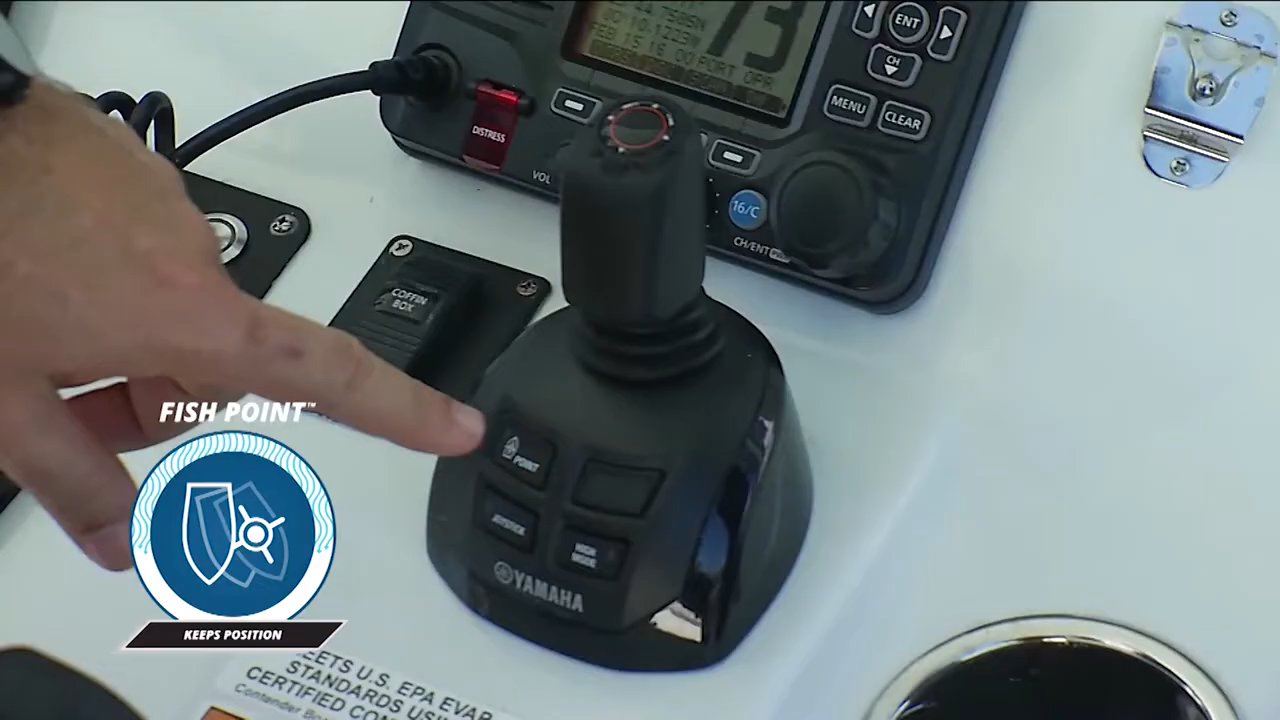 73
ENT
CH
MENU
CLEAR
DISTRESS
VOL
16/C
CH/ENT
COFFIN
BOX
FISH POINT™
POINT
JOYSTICK
HIGH
MODE
YAMAHA
KEEPS POSITION
EETS U.S. EPA EVAP
STANDARDS USI
CERTIFIED CO
Contender Bo